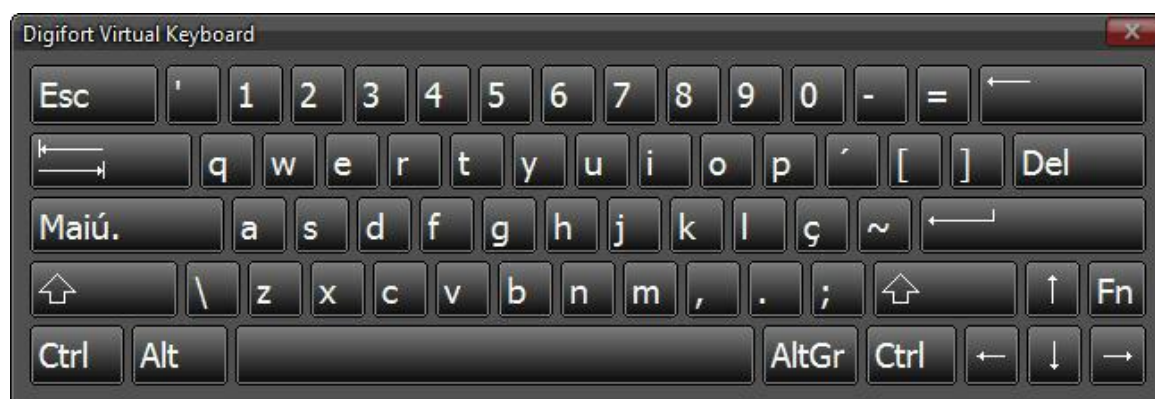 Digifort Virtual Keyboard
Esc ' 1 2 3 4 5 6 7 8 9 0 - = ←
q w e r t y u i o p ´ [ ] Del
Maiú. a s d f g h j k l ç ~
\ z x c v b n m , . ; ↑ Fn
Ctrl Alt AltGr Ctrl ← ↓ →